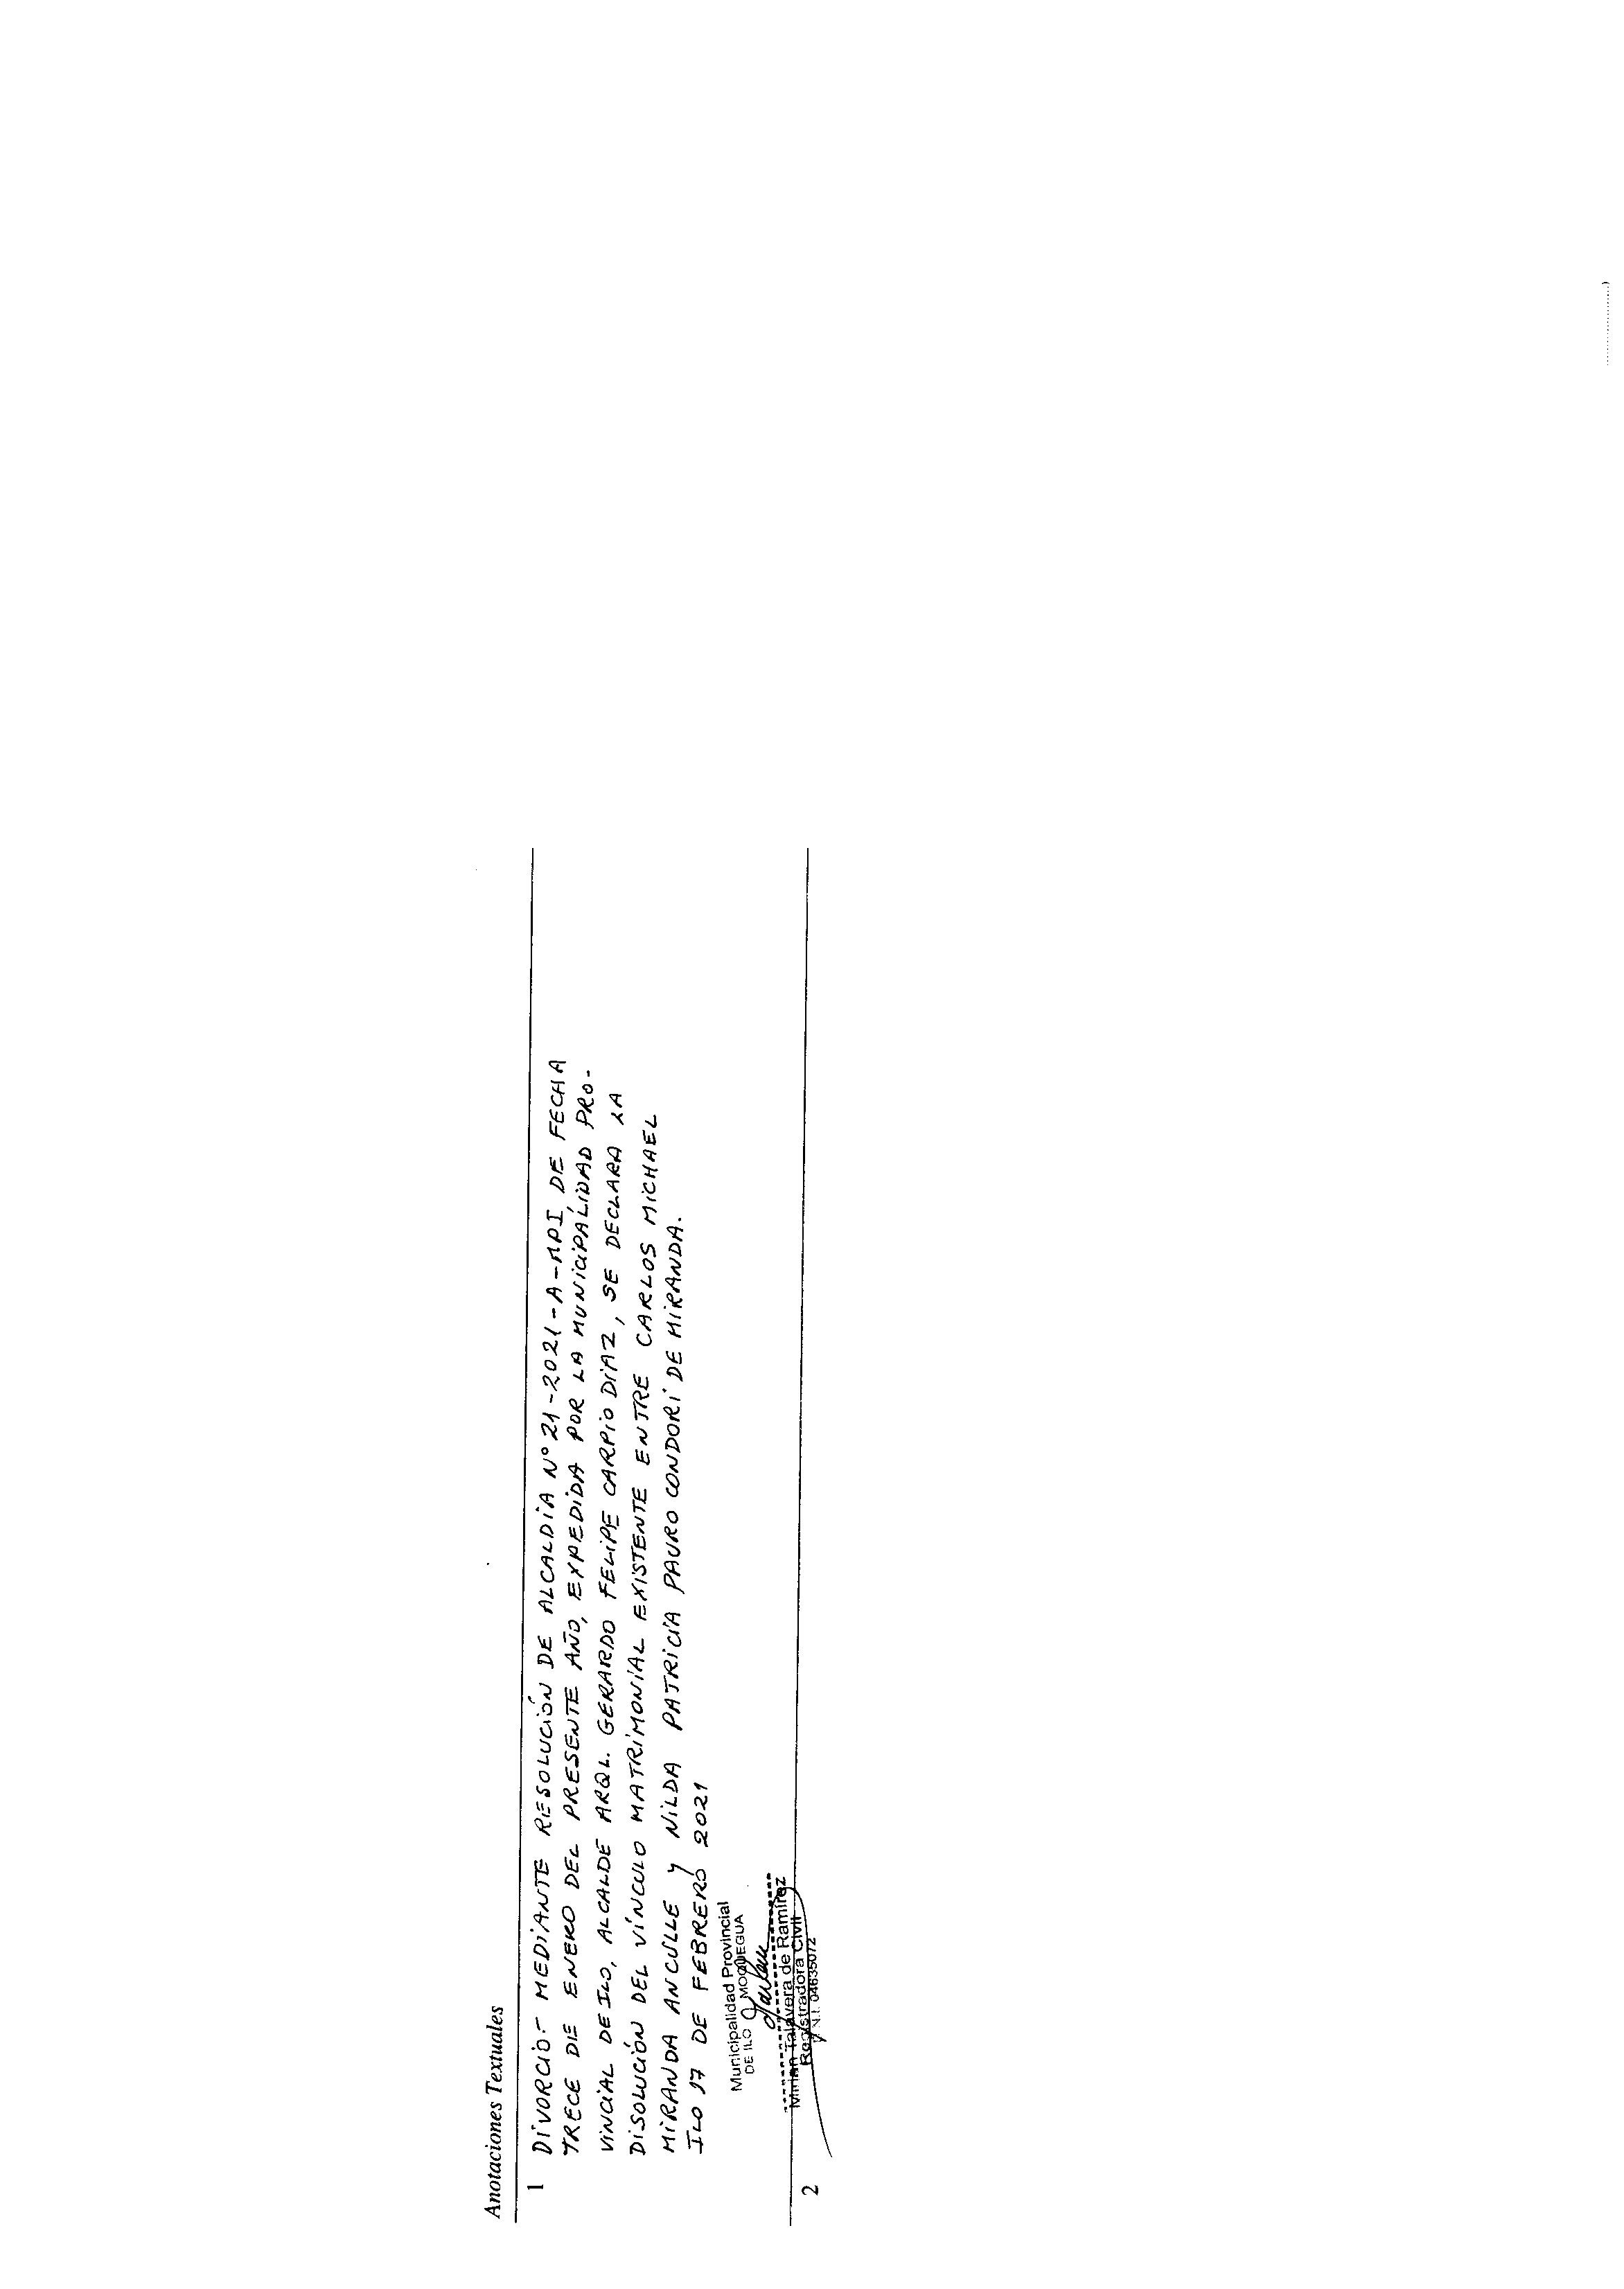 Anotaciones Textuales
1 DIVORCIO.- MEDIANTE RESOLUCIÓN DE ALCALDIA N° 21-2021-A-MPI DE FECHA
TRECE DE ENERO DEL PRESENTE AÑO, EXPEDIDA POR LA MUNICIPALIDAD PRO-
VINCIAL DE ILO, ALCALDE ARQL. GERARDO FELIPE CARPIO DIAZ, SE DECLARA LA
DISOLUCIÓN DEL VÍNCULO MATRIMONIAL EXISTENTE ENTRE CARLOS MICHAEL
MIRANDA ANCULLE Y NILDA PATRICIA PAURO CONDORI DE MIRANDA.
ILO 17 DE FEBRERO 2021
Municipalidad Provincial
DE ILO MOQUEGUA
Mirian Talavera de Ramírez
Registradora Civil
D.N.I. 04635072
2